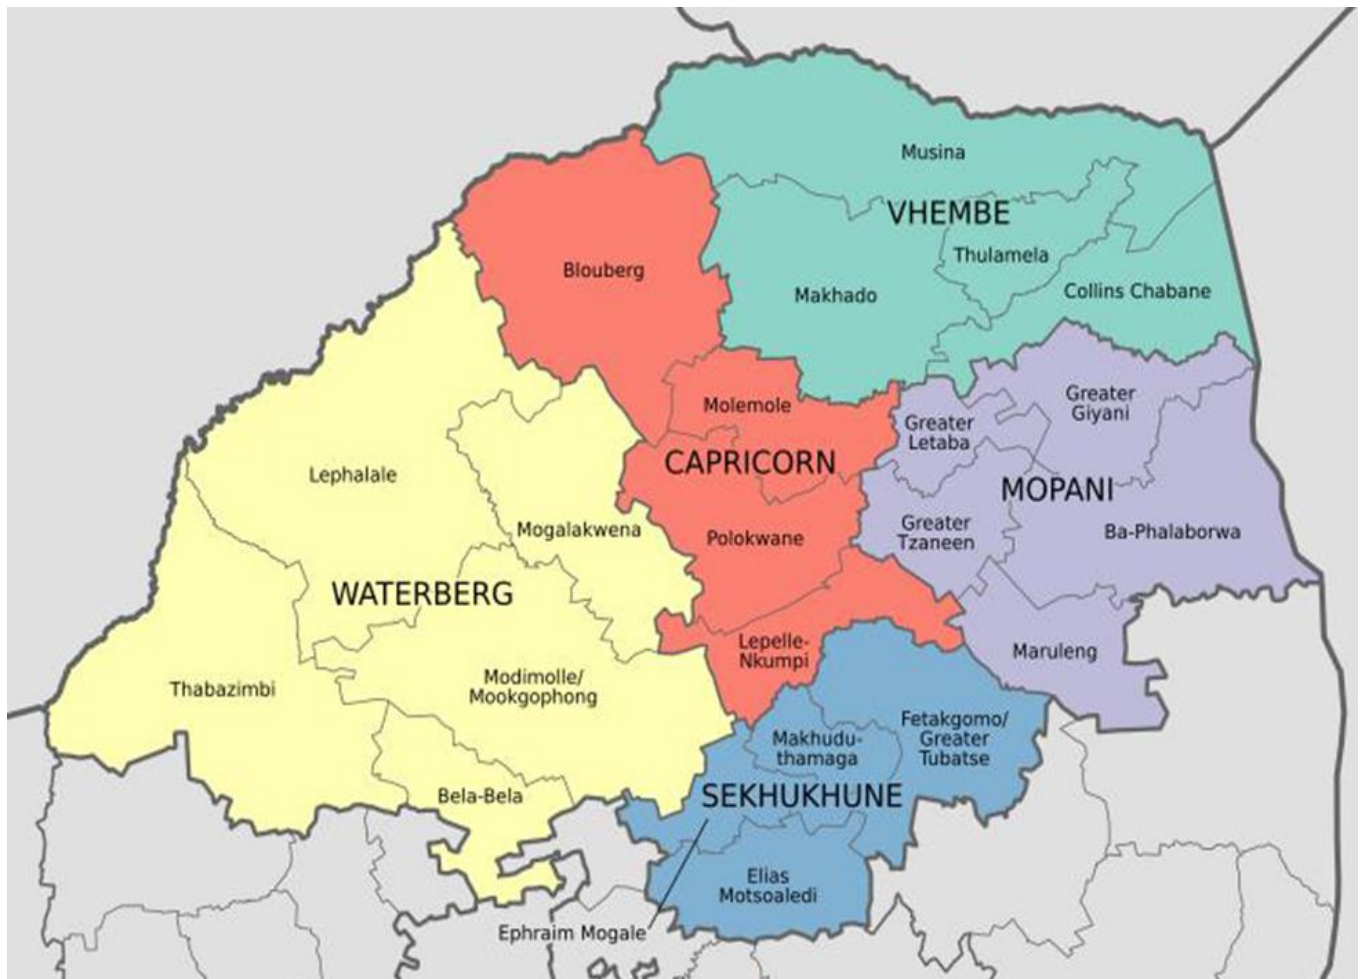 Musina
VHEMBE
Thulamela
Blouberg
Makhado
Collins Chabane
Molemole
Greater
Giyani
Greater
Letaba
CAPRICORN
Lephalale
MOPANI
Mogalakwena
Polokwane
Greater
Tzaneen
Ba-Phalaborwa
WATERBERG
Lepelle-
Nkumpi
Maruleng
Thabazimbi
Modimolle/
Mookgophong
Fetakgomo/
Greater
Tubatse
Makhudu-
thamaga
Bela-Bela
SEKHUKHUNE
Elias
Motsoaledi
Ephraim Mogale